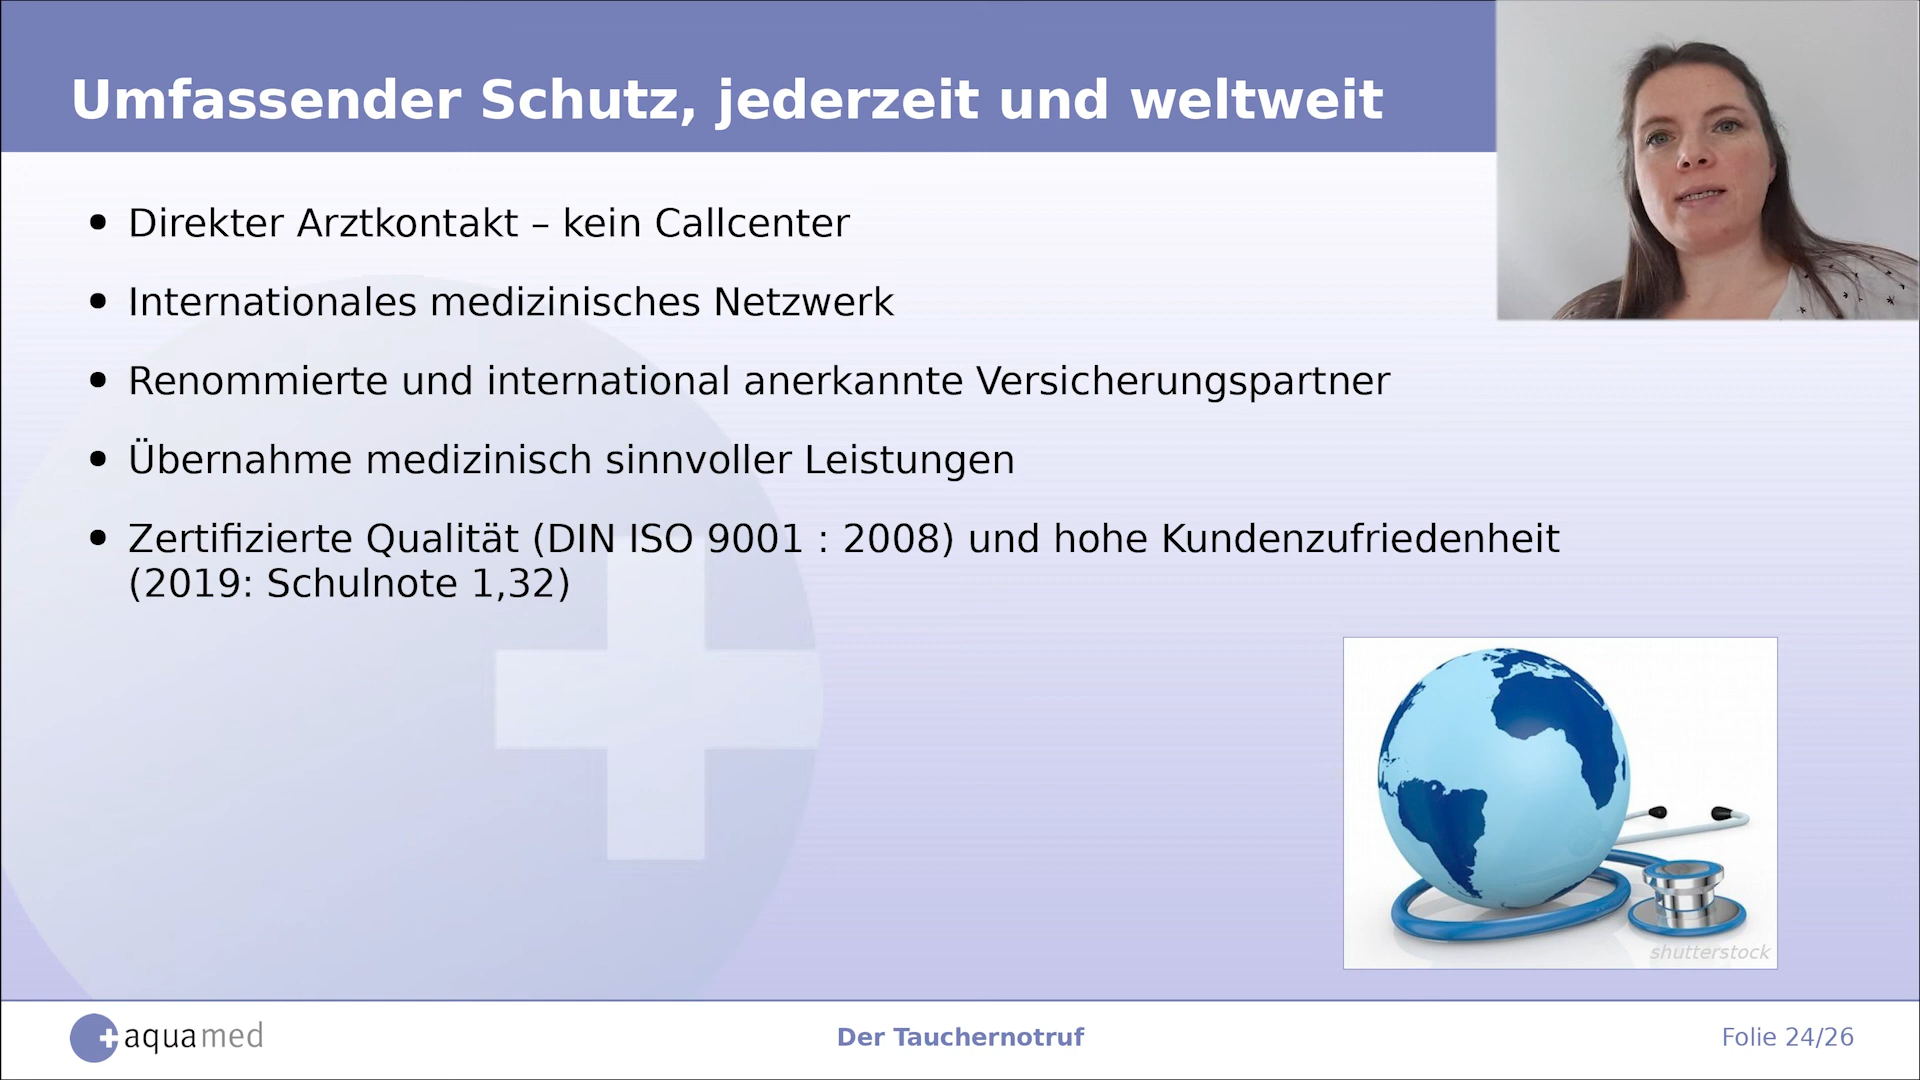 Umfassender Schutz, jederzeit und weltweit
• Direkter Arztkontakt – kein Callcenter
• Internationales medizinisches Netzwerk
• Renommierte und international anerkannte Versicherungspartner
• Übernahme medizinisch sinnvoller Leistungen
• Zertifizierte Qualität (DIN ISO 9001 : 2008) und hohe Kundenzufriedenheit
(2019: Schulnote 1,32)
shutterstock
aquamed
Der Tauchernotruf
Folie 24/26